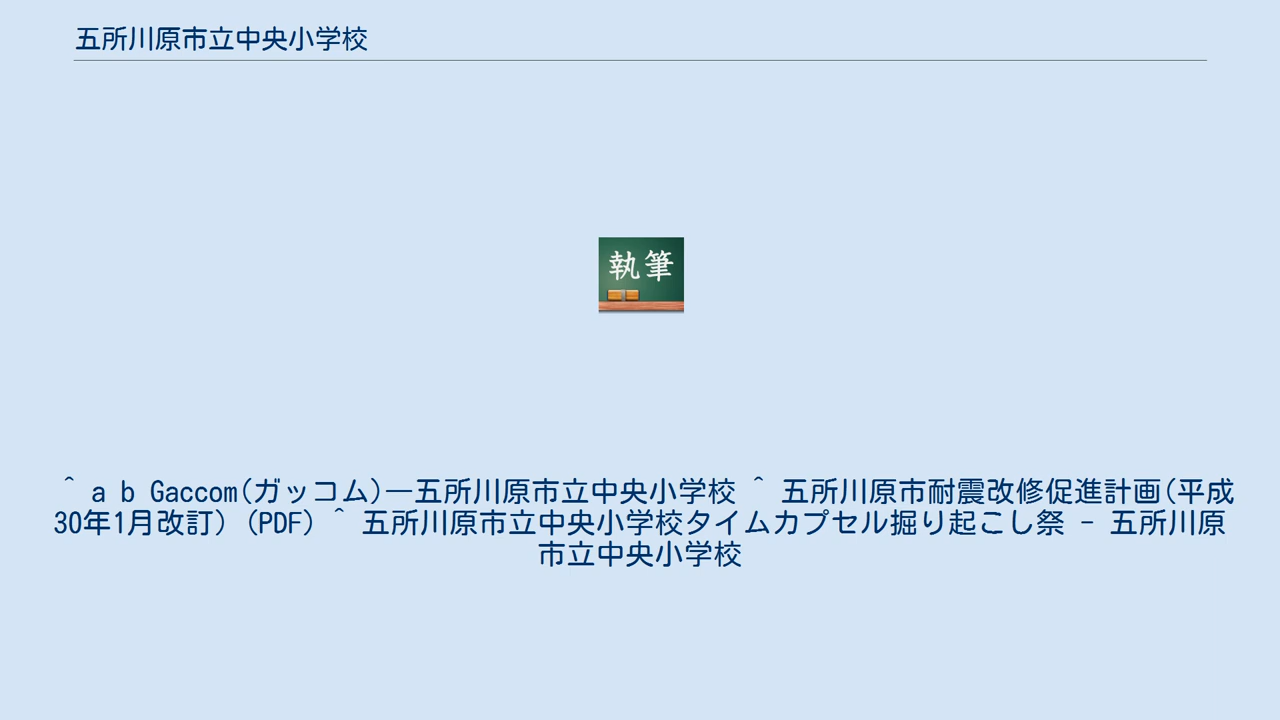 五所川原市立中央小学校
執筆
^ a b Gaccom(ガッコム)―五所川原市立中央小学校 ^ 五所川原市耐震改修促進計画(平成
30年1月改訂) (PDF) ^ 五所川原市立中央小学校タイムカプセル掘り起こし祭 - 五所川原
市立中央小学校